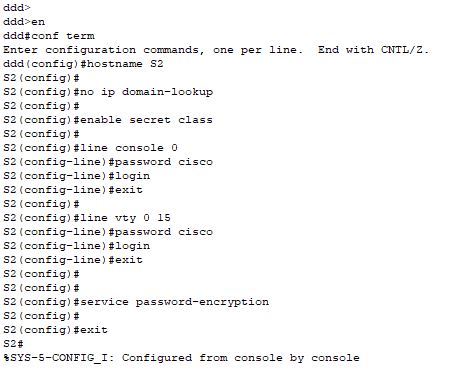 ddd>
ddd>en
ddd#conf term
Enter configuration commands, one per line.  End with CNTL/Z.
ddd(config)#hostname S2
S2(config)#
S2(config)#no ip domain-lookup
S2(config)#
S2(config)#enable secret class
S2(config)#
S2(config)#line console 0
S2(config-line)#password cisco
S2(config-line)#login
S2(config-line)#exit
S2(config)#
S2(config)#line vty 0 15
S2(config-line)#password cisco
S2(config-line)#login
S2(config-line)#exit
S2(config)#
S2(config)#
S2(config)#service password-encryption
S2(config)#
S2(config)#exit
S2#
%SYS-5-CONFIG_I: Configured from console by console